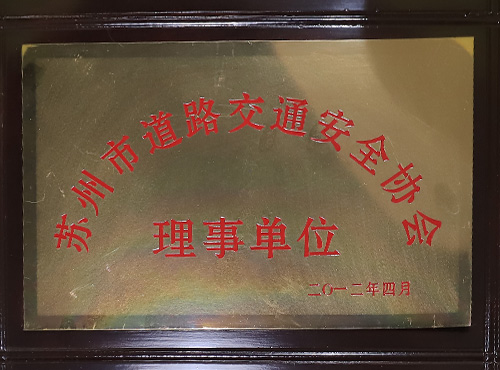 苏州市道路交通安全协会
理事单位
二〇一二年四月